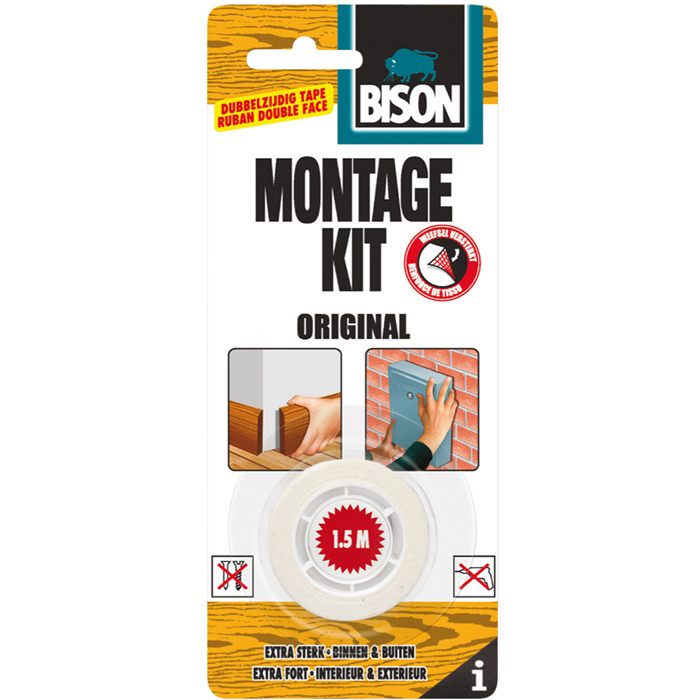 BISON
DUBBELZIJDIG TAPE
RUBAN DOUBLE FACE
MONTAGE
KIT
WEEFSEL VERSTERKT
RENFORCE DE TISSU
ORIGINAL
1.5 M
EXTRA STERK • BINNEN & BUITEN
EXTRA FORT • INTERIEUR & EXTERIEUR
i